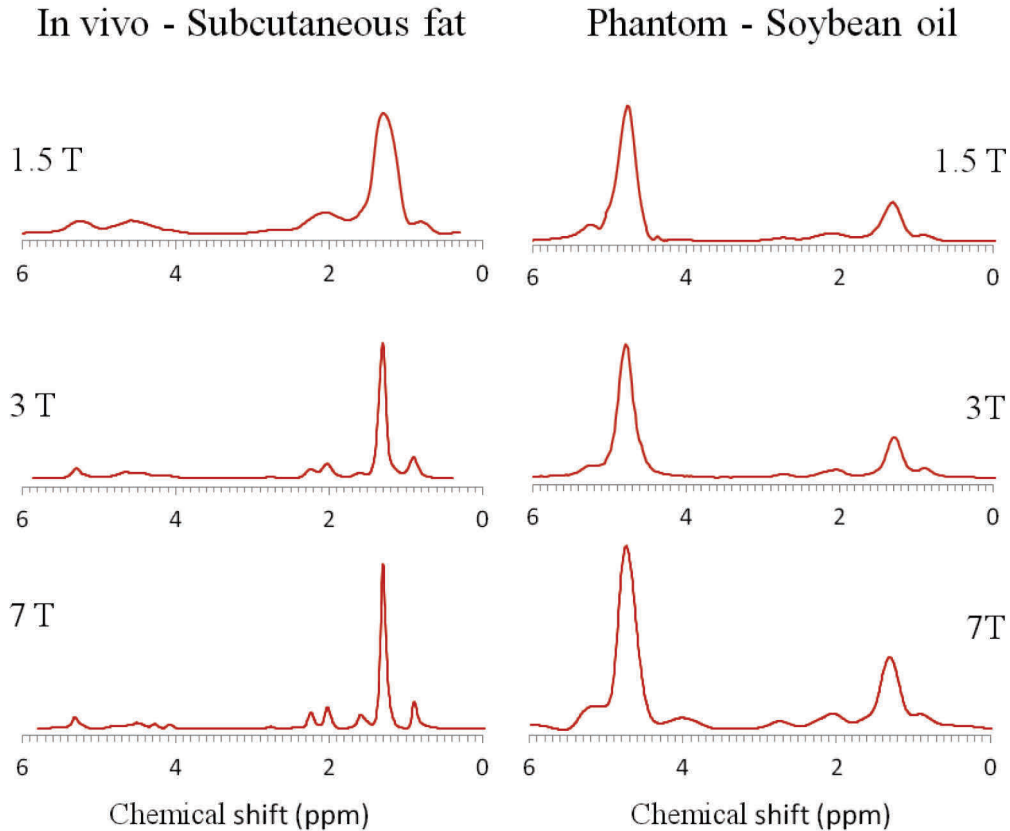 In vivo - Subcutaneous fat
Phantom - Soybean oil
1.5 T
1.5 T
6 4 2 0
6 4 2 0
3 T
3T
6 4 2 0
6 4 2 0
7 T
7T
6 4 2 0
6 4 2 0
Chemical shift (ppm)
Chemical shift (ppm)